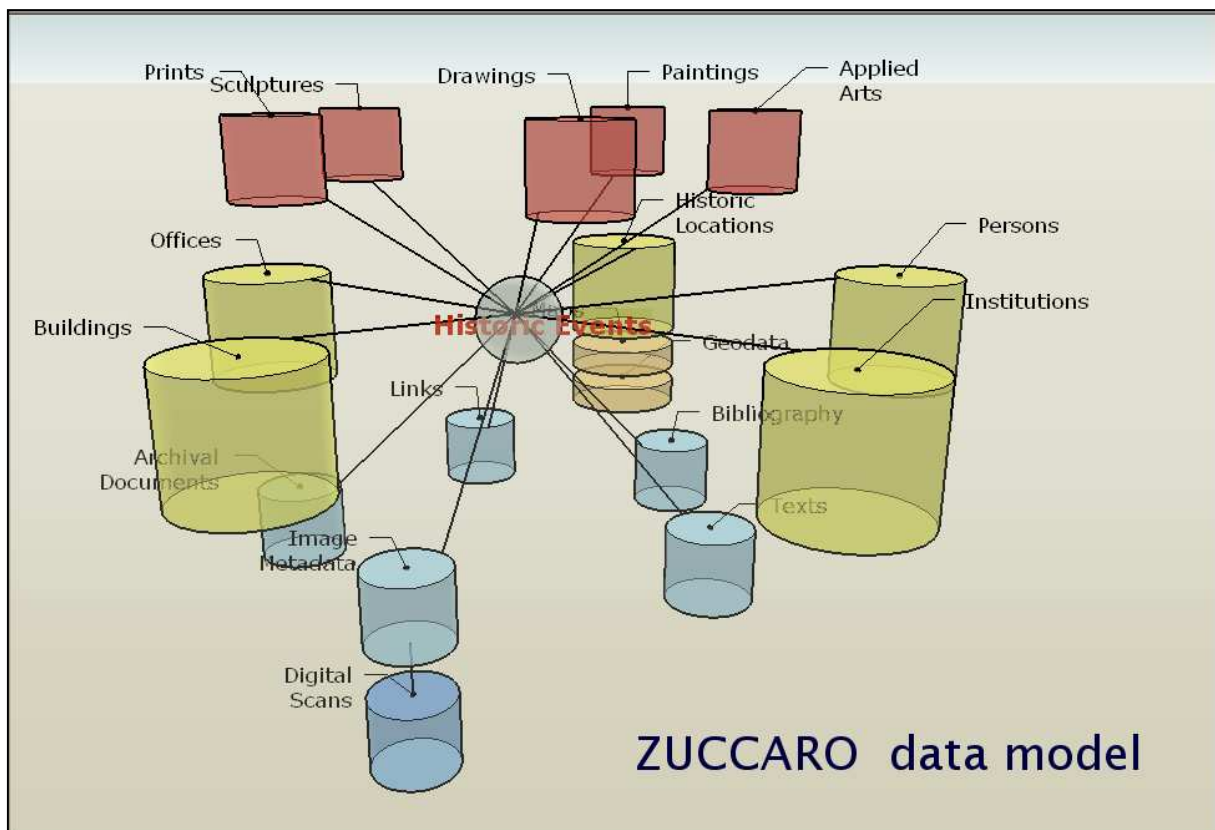 Prints
Sculptures
Drawings
Paintings
Applied
Arts
Historic
Locations
Offices
Persons
Institutions
Buildings
Maps
Historic Events
Geodata
Links
Bibliography
Archival
Documents
Texts
Image
Metadata
Digital
Scans
ZUCCARO data model